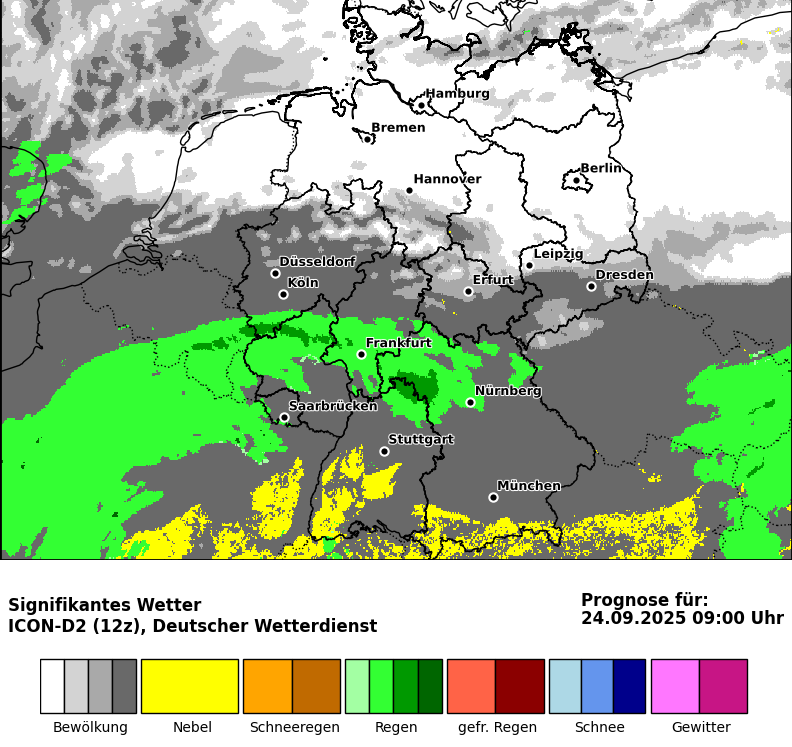 Hamburg
Bremen
Berlin
Hannover
Leipzig
Düsseldorf
Dresden
Köln
Erfurt
Frankfurt
Nürnberg
Saarbrücken
Stuttgart
München
Signifikantes Wetter
ICON-D2 (12z), Deutscher Wetterdienst
Prognose für:
24.09.2025 09:00 Uhr
Bewölkung
Nebel
Schneeregen
Regen
gefr. Regen
Schnee
Gewitter